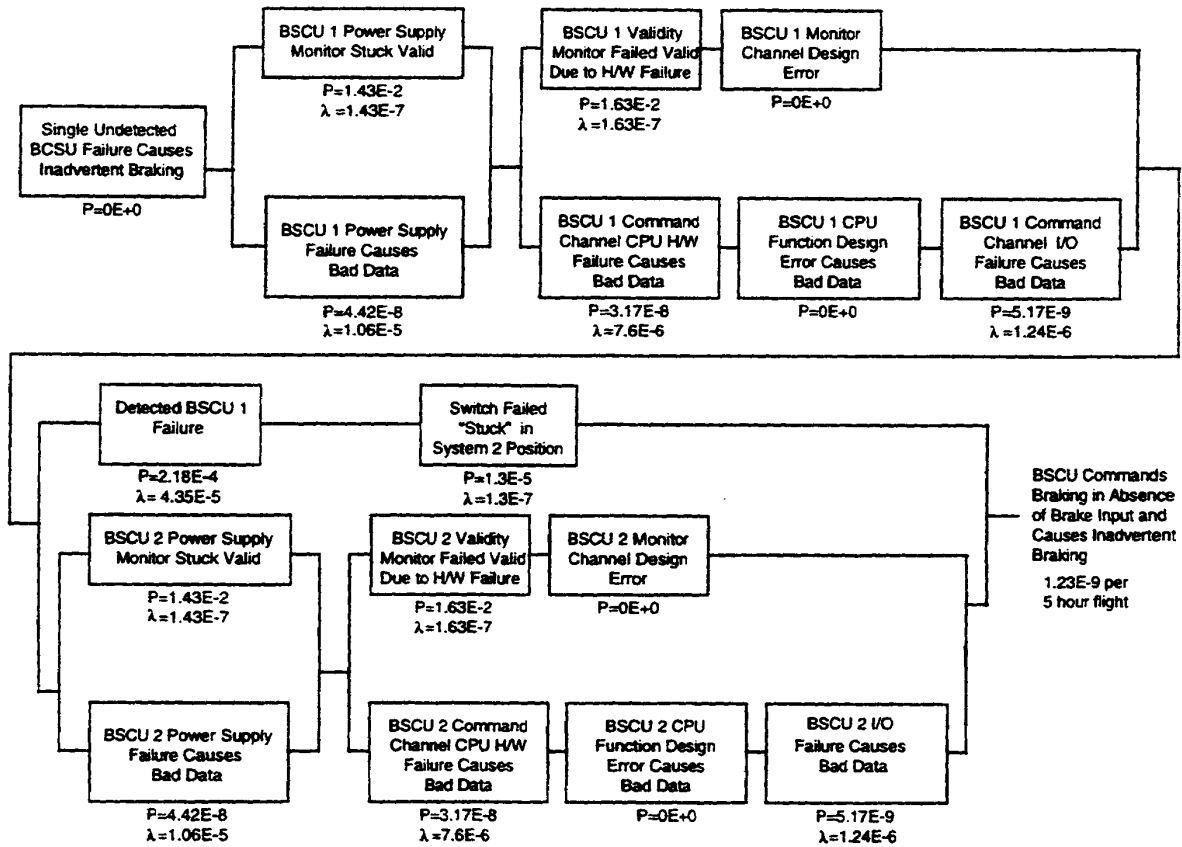 BSCU 1 Power Supply
Monitor Stuck Valid
P=1.43E-2
λ=1.43E-7
BSCU 1 Validity
Monitor Failed Valid
Due to H/W Failure
P=1.63E-2
λ=1.63E-7
BSCU 1 Monitor
Channel Design
Error
P=0E+0
Single Undetected
BCSU Failure Causes
Inadvertent Braking
P=0E+0
BSCU 1 Power Supply
Failure Causes
Bad Data
P=4.42E-8
λ=1.06E-5
BSCU 1 Command
Channel CPU H/W
Failure Causes
Bad Data
P=3.17E-8
λ=7.6E-6
BSCU 1 CPU
Function Design
Error Causes
Bad Data
P=0E+0
BSCU 1 Command
Channel I/O
Failure Causes
Bad Data
P=5.17E-9
λ=1.24E-6
Detected BSCU 1
Failure
P=2.18E-4
λ= 4.35E-5
Switch Failed
"Stuck" in
System 2 Position
P=1.3E-5
λ=1.3E-7
BSCU Commands
Braking in Absence
of Brake Input and
Causes Inadvertent
Braking
1.23E-9 per
5 hour flight
BSCU 2 Power Supply
Monitor Stuck Valid
P=1.43E-2
λ=1.43E-7
BSCU 2 Validity
Monitor Failed Valid
Due to H/W Failure
P=1.63E-2
λ=1.63E-7
BSCU 2 Monitor
Channel Design
Error
P=0E+0
BSCU 2 Power Supply
Failure Causes
Bad Data
P=4.42E-8
λ=1.06E-5
BSCU 2 Command
Channel CPU H/W
Failure Causes
Bad Data
P=3.17E-8
λ=7.6E-6
BSCU 2 CPU
Function Design
Error Causes
Bad Data
P=0E+0
BSCU 2 I/O
Failure Causes
Bad Data
P=5.17E-9
λ=1.24E-6